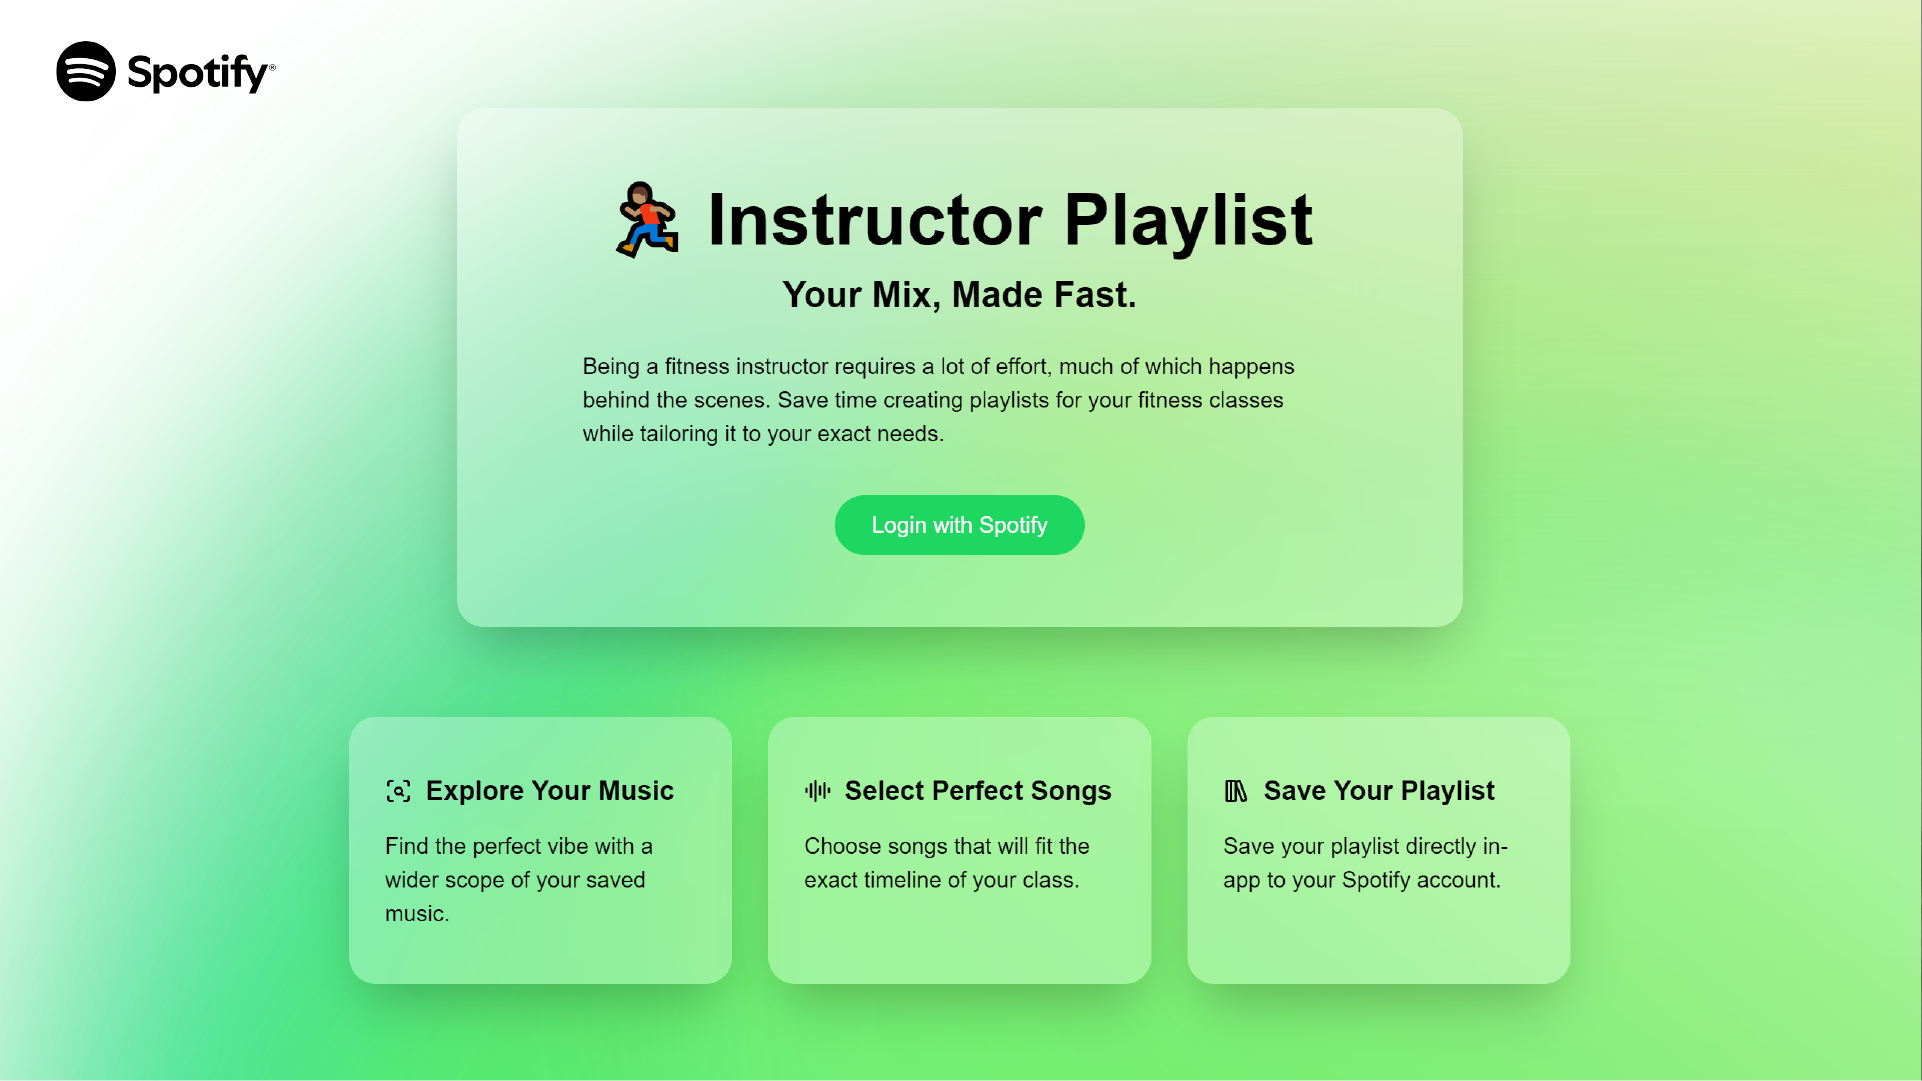 Spotify®
Instructor Playlist
Your Mix, Made Fast.
Being a fitness instructor requires a lot of effort, much of which happens
behind the scenes. Save time creating playlists for your fitness classes
while tailoring it to your exact needs.
Login with Spotify
Explore Your Music
Find the perfect vibe with a
wider scope of your saved
music.
Select Perfect Songs
Choose songs that will fit the
exact timeline of your class.
Save Your Playlist
Save your playlist directly in-
app to your Spotify account.